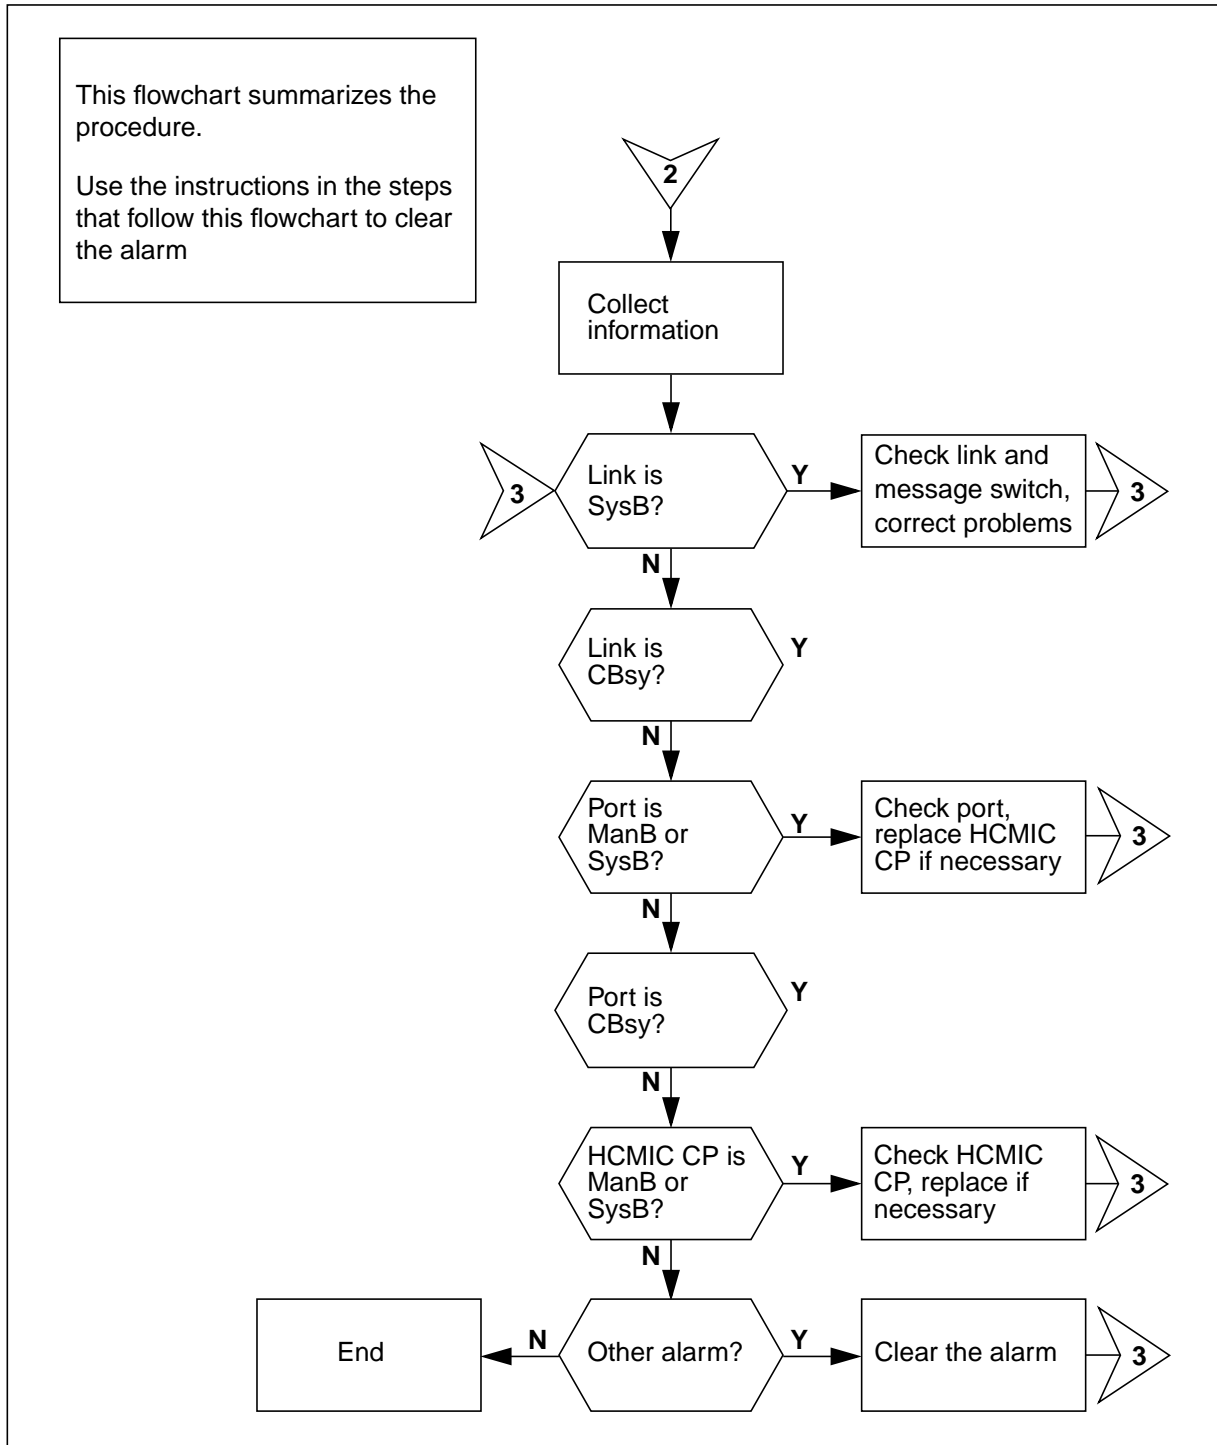 This flowchart summarizes the
procedure.
Use the instructions in the steps
that follow this flowchart to clear
the alarm
2
Collect
information
3
Link is
SysB?
Y
Check link and
message switch,
correct problems
3
N
Link is
CBsy?
Y
N
Port is
ManB or
SysB?
Y
Check port,
replace HCMIC
CP if necessary
3
N
Port is
CBsy?
Y
N
HCMIC CP is
ManB or
SysB?
Y
Check HCMIC
CP, replace if
necessary
3
N
End
N
Other alarm?
Y
Clear the alarm
3